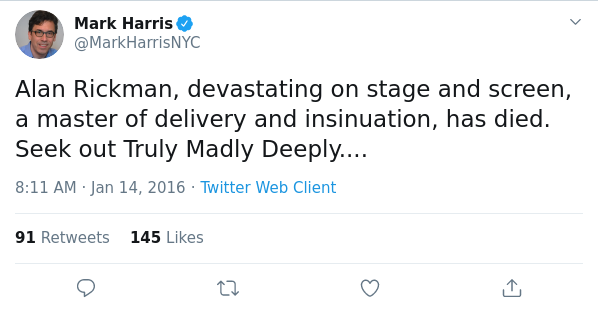 Mark Harris
@MarkHarrisNYC
Alan Rickman, devastating on stage and screen,
a master of delivery and insinuation, has died.
Seek out Truly Madly Deeply....
8:11 AM · Jan 14, 2016 · Twitter Web Client
91 Retweets 145 Likes